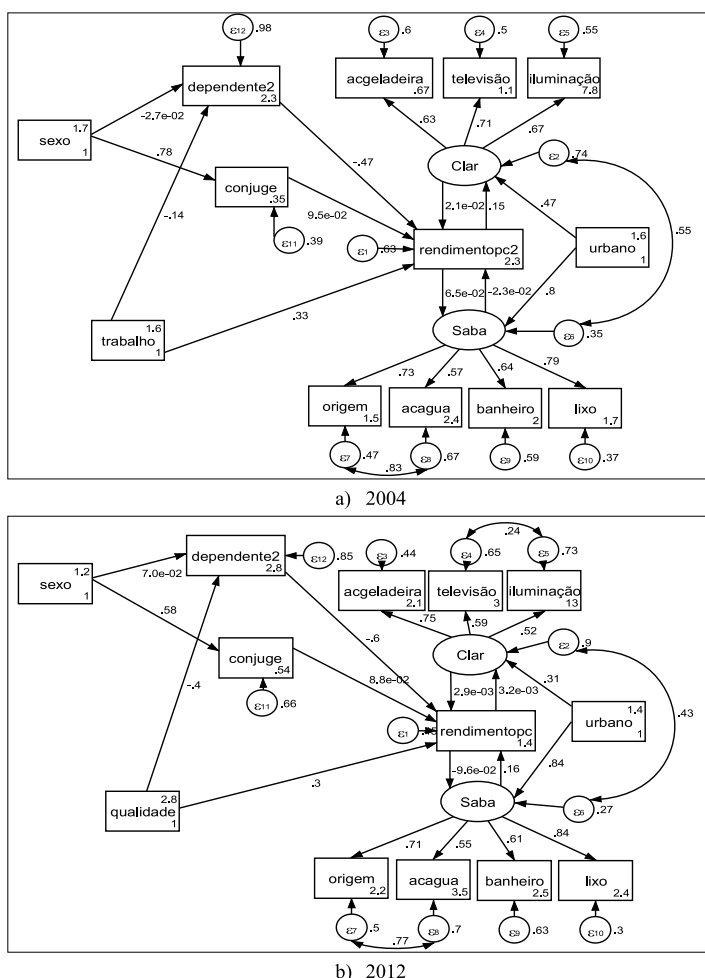 ε12 .98
ε3 .6
ε4 .5
ε5 .55
dependente2 2.3
acgeladeira .67
televisão 1.1
iluminação 7.8
sexo 1.7 1
-2.7e-02
.63
.71
.67
.78
-.47
Clar
ε2 .74
conjuge .35
-.14
9.5e-02
2.1e-02
.15
.47
.55
ε11 .39
ε1 .63
rendimentopc2 2.3
urbano 1.6 1
6.5e-02
-2.3e-02
.8
trabalho 1.6 1
.33
Saba
ε6 .35
.73
.57
.64
.79
origem 1.5
acagua 2.4
banheiro 2
lixo 1.7
ε7 .47
ε8 .67
ε9 .59
ε10 .37
.83
a) 2004
.24
dependente2 2.8
ε12 .85
ε3 .44
ε4 .65
ε5 .73
sexo 1.2 1
7.0e-02
acgeladeira 2.1
televisão 3
iluminação 13
.58
.75
.59
.52
-.6
Clar
ε2 .9
conjuge .54
-.4
8.8e-02
2.9e-03
3.2e-03
.31
.43
ε11 .66
ε1
rendimentopc 1.4
urbano 1.4 1
-9.6e-02
.16
.84
qualidade 2.8 1
.3
Saba
ε6 .27
.71
.55
.61
.84
origem 2.2
acagua 3.5
banheiro 2.5
lixo 2.4
ε7 .5
ε8 .7
ε9 .63
ε10 .3
.77
b) 2012